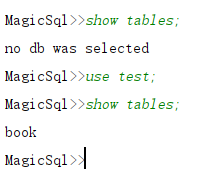 MagicSql>>show tables;
no db was selected
MagicSql>>use test;
MagicSql>>show tables;
book
MagicSql>>